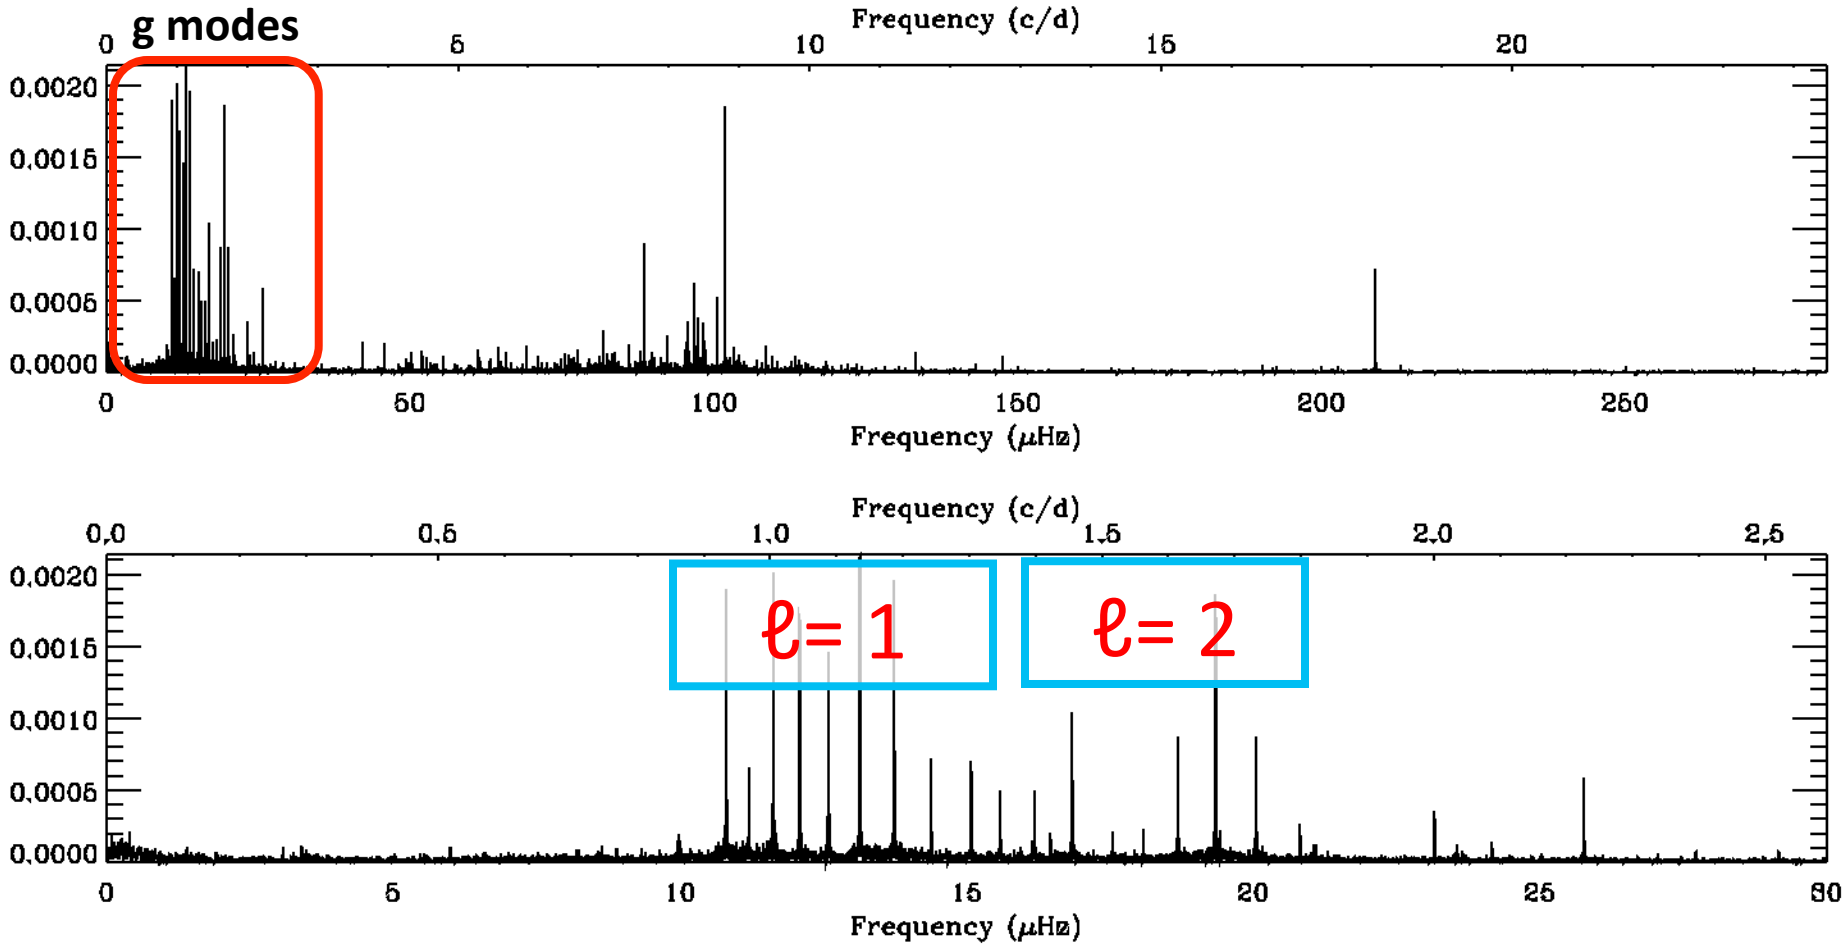 g modes
Frequency (c/d)
0 5 10 15 20
0.0020
0.0015
0.0010
0.0005
0.0000
0 50 100 150 200 250
Frequency (μHz)
Frequency (c/d)
0.0 0.5 1.0 1.5 2.0 2.5
0.0020
ℓ= 1 ℓ= 2
0.0015
0.0010
0.0005
0.0000
0 5 10 15 20 25 30
Frequency (μHz)